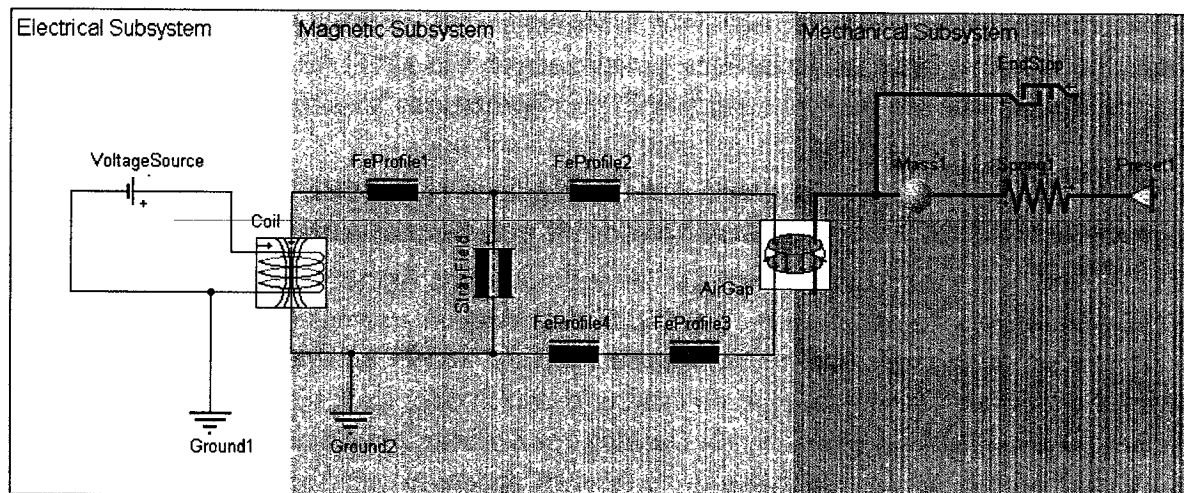 Electrical Subsystem
Magnetic Subsystem
Mechanical Subsystem
EndStop
VoltageSource
+
FeProfile1
FeProfile2
Mass1
Spring1
Preset1
Coil
StrayField
AirGap
FeProfile4
FeProfile3
Ground1
Ground2